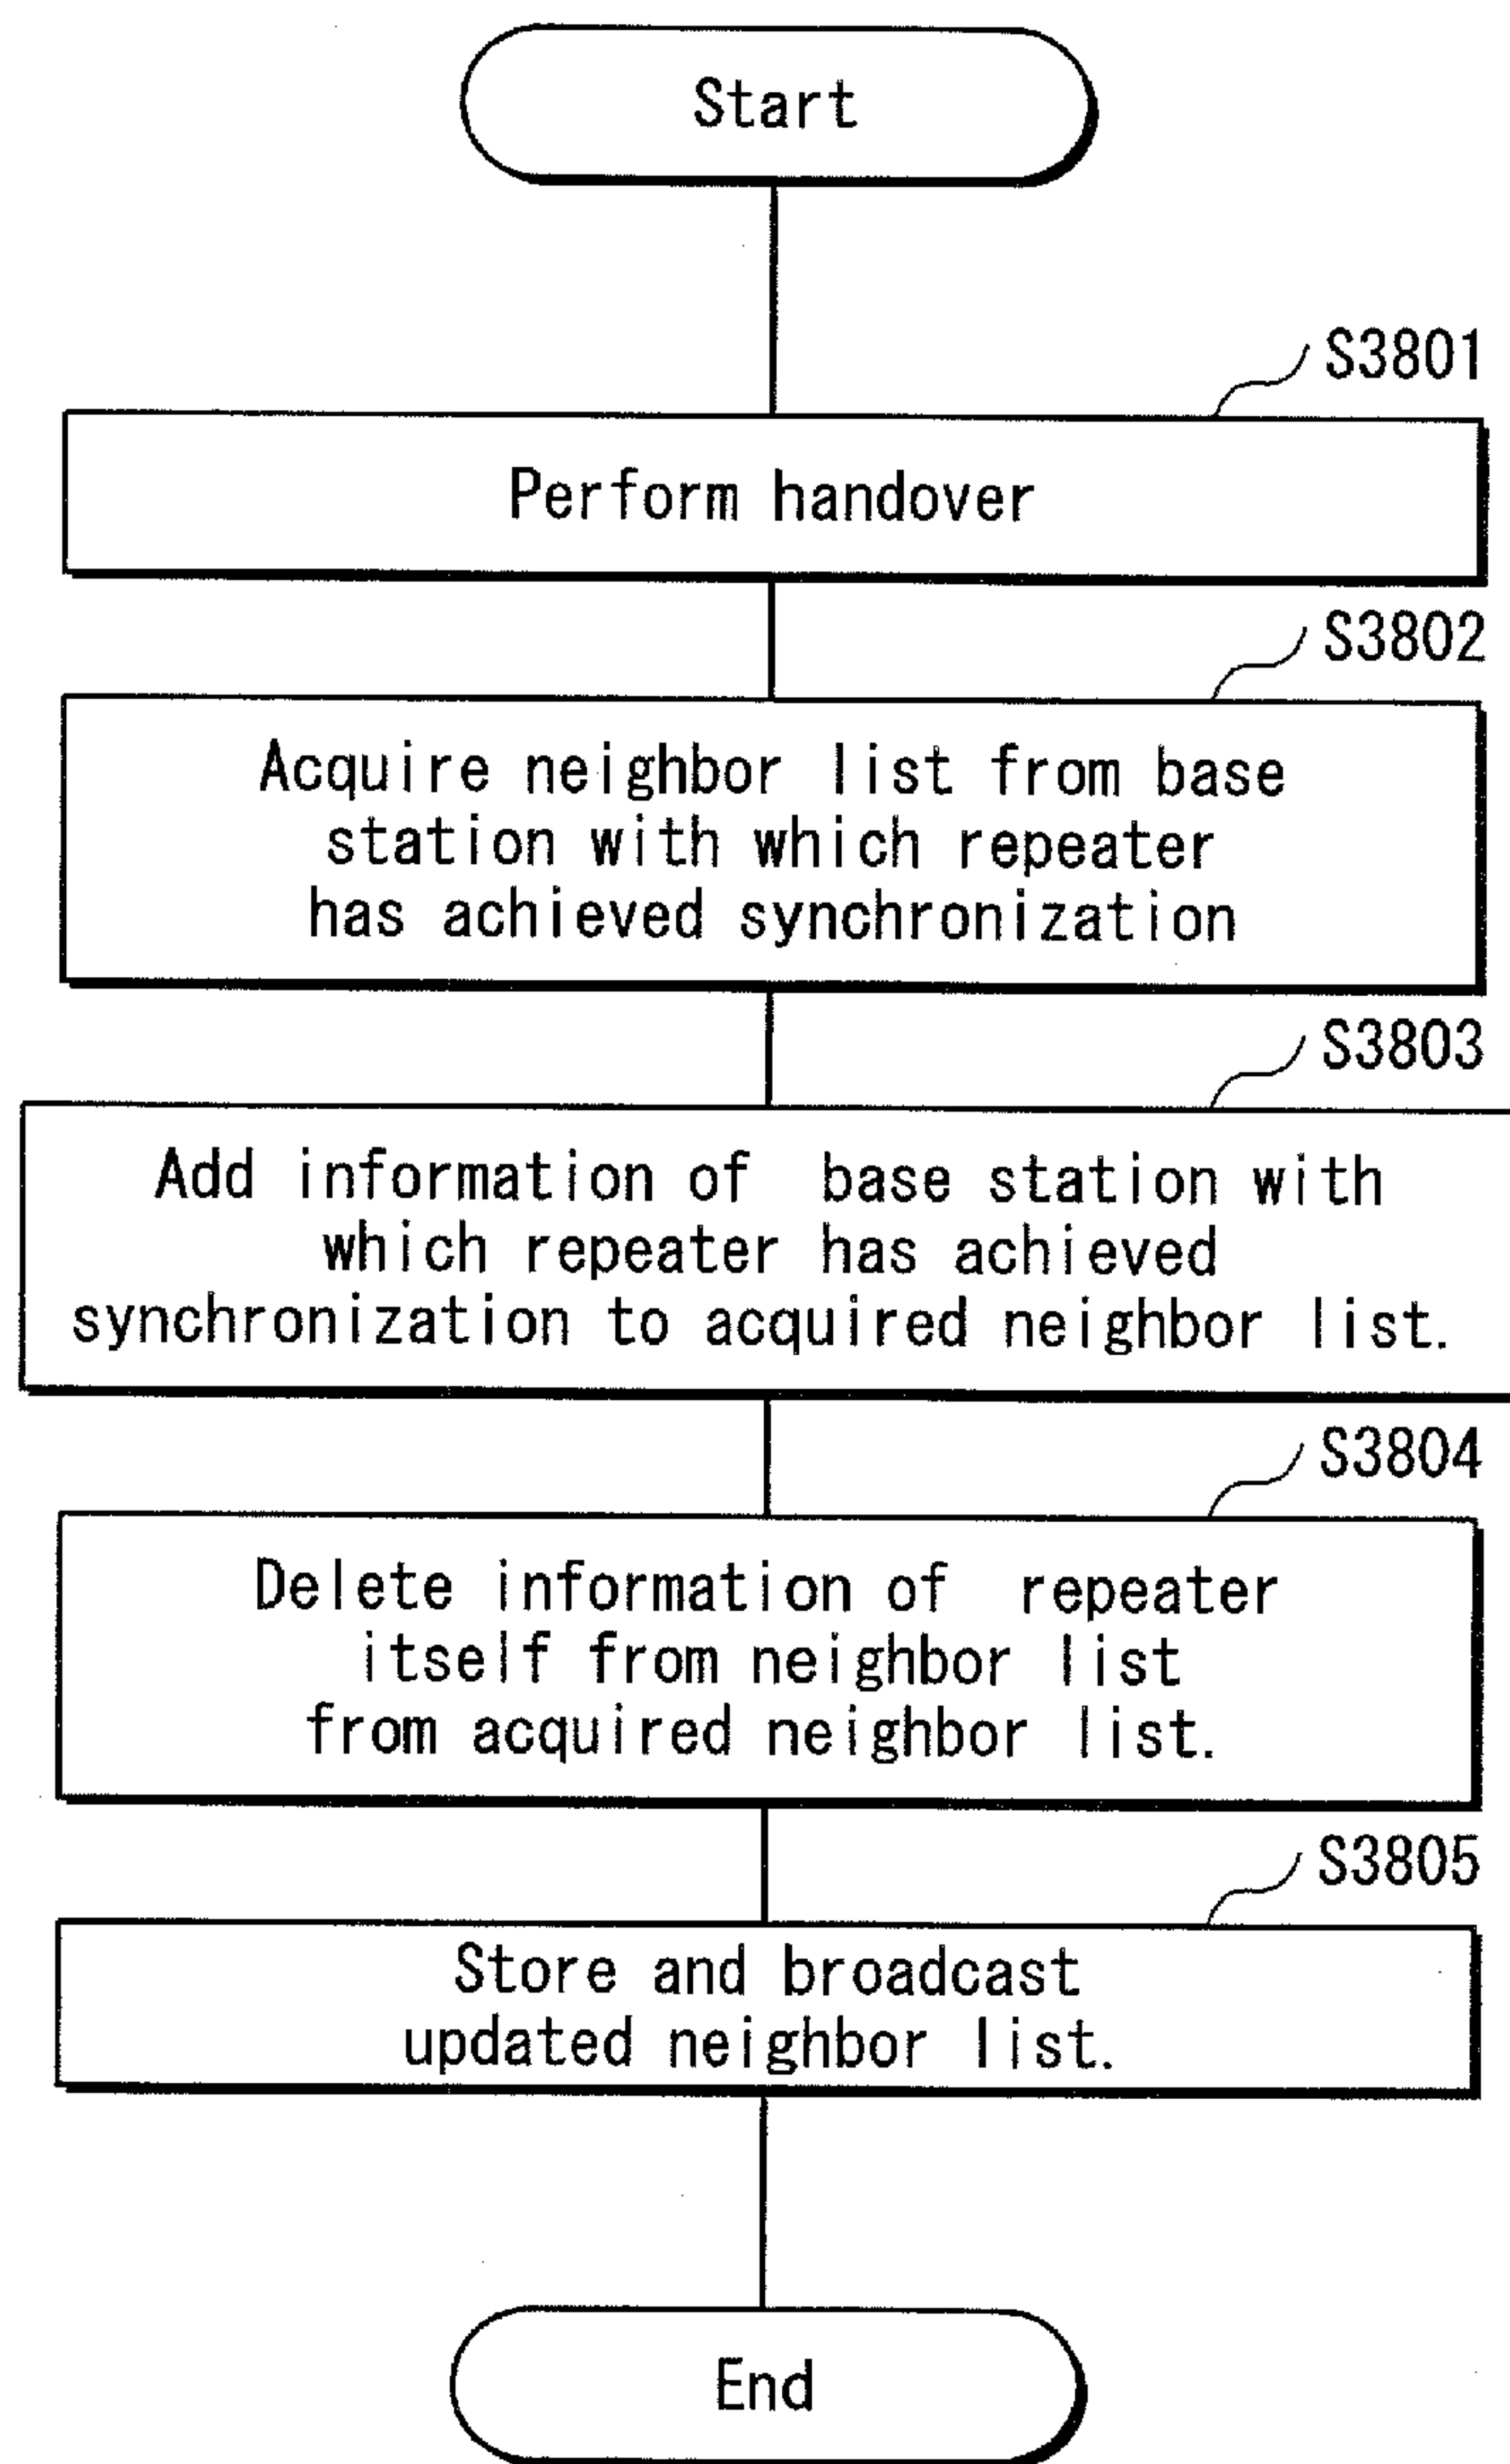 Start
S3801
Perform handover
S3802
Acquire neighbor list from base
station with which repeater
has achieved synchronization
S3803
Add information of base station with
which repeater has achieved
synchronization to acquired neighbor list.
S3804
Delete information of repeater
itself from neighbor list
from acquired neighbor list.
S3805
Store and broadcast
updated neighbor list.
End